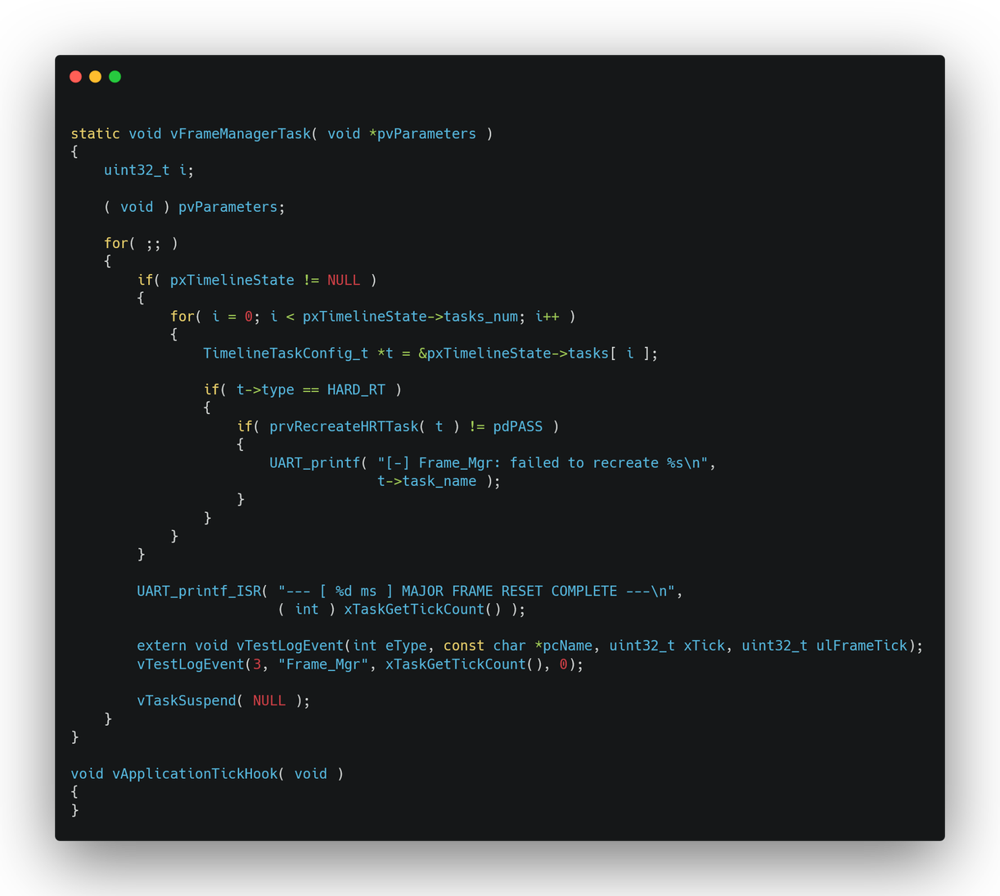 static void vFrameManagerTask( void *pvParameters )
{
    uint32_t i;

    ( void ) pvParameters;

    for( ;; )
    {
        if( pxTimelineState != NULL )
        {
            for( i = 0; i < pxTimelineState->tasks_num; i++ )
            {
                TimelineTaskConfig_t *t = &pxTimelineState->tasks[ i ];

                if( t->type == HARD_RT )
                {
                    if( prvRecreateHRTTask( t ) != pdPASS )
                    {
                        UART_printf( "[-] Frame_Mgr: failed to recreate %s\n",
                                     t->task_name );
                    }
                }
            }
        }

        UART_printf_ISR( "--- [ %d ms ] MAJOR FRAME RESET COMPLETE ---\n",
                         ( int ) xTaskGetTickCount() );

        extern void vTestLogEvent(int eType, const char *pcName, uint32_t xTick, uint32_t ulFrameTick);
        vTestLogEvent(3, "Frame_Mgr", xTaskGetTickCount(), 0);

        vTaskSuspend( NULL );
    }
}

void vApplicationTickHook( void )
{
}